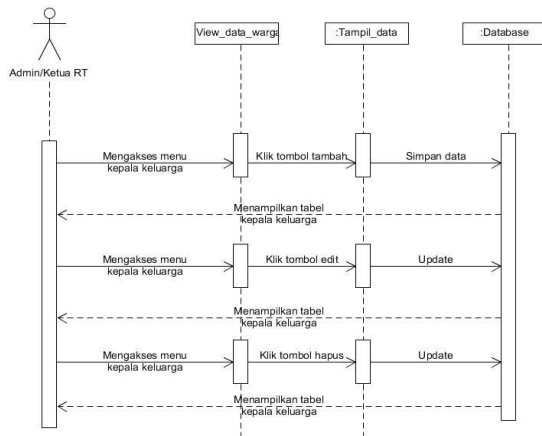 View_data_warga
:Tampil_data
:Database
Admin/Ketua RT
Mengakses menu
kepala keluarga
Klik tombol tambah
Simpan data
Menampilkan tabel
kepala keluarga
Mengakses menu
kepala keluarga
Klik tombol edit
Update
Menampilkan tabel
kepala keluarga
Mengakses menu
kepala keluarga
Klik tombol hapus
Update
Menampilkan tabel
kepala keluarga